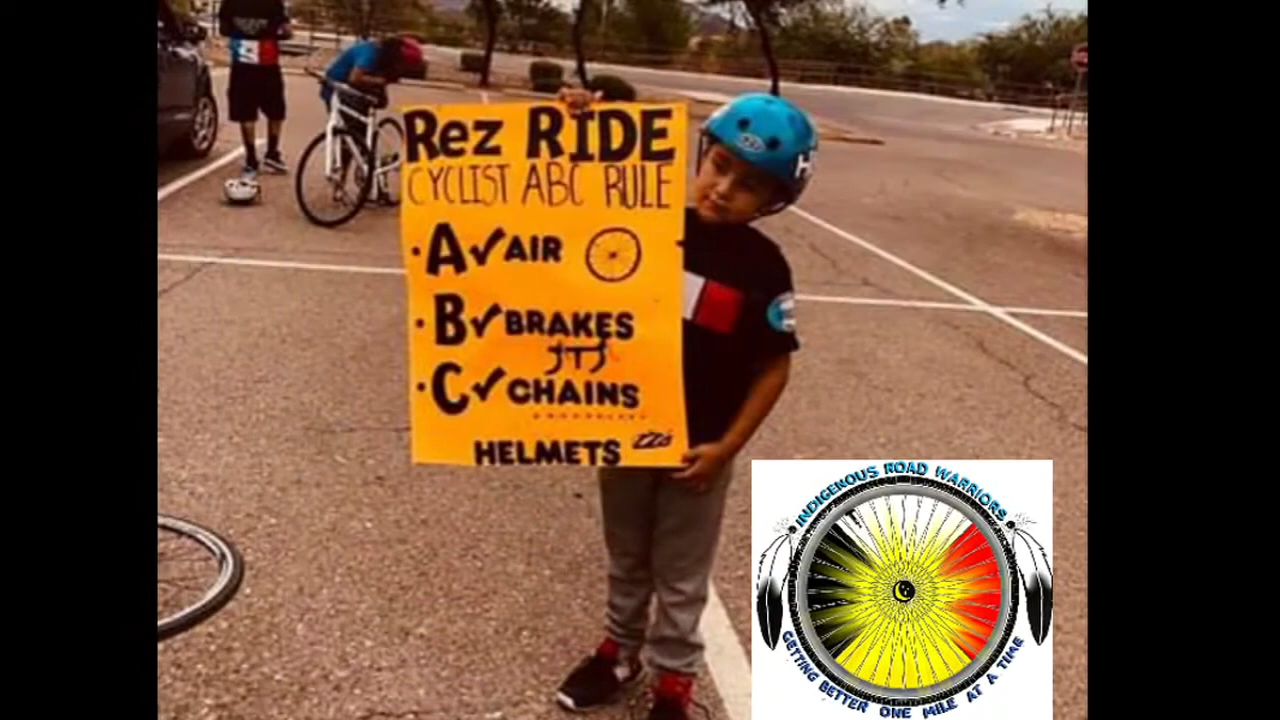 Rez RIDE
CYCLIST ABC RULE
· A ✓ AIR
· B ✓ BRAKES
· C ✓ CHAINS
HELMETS
INDIGENOUS ROAD WARRIORS
GETTING BETTER ONE MILE AT A TIME